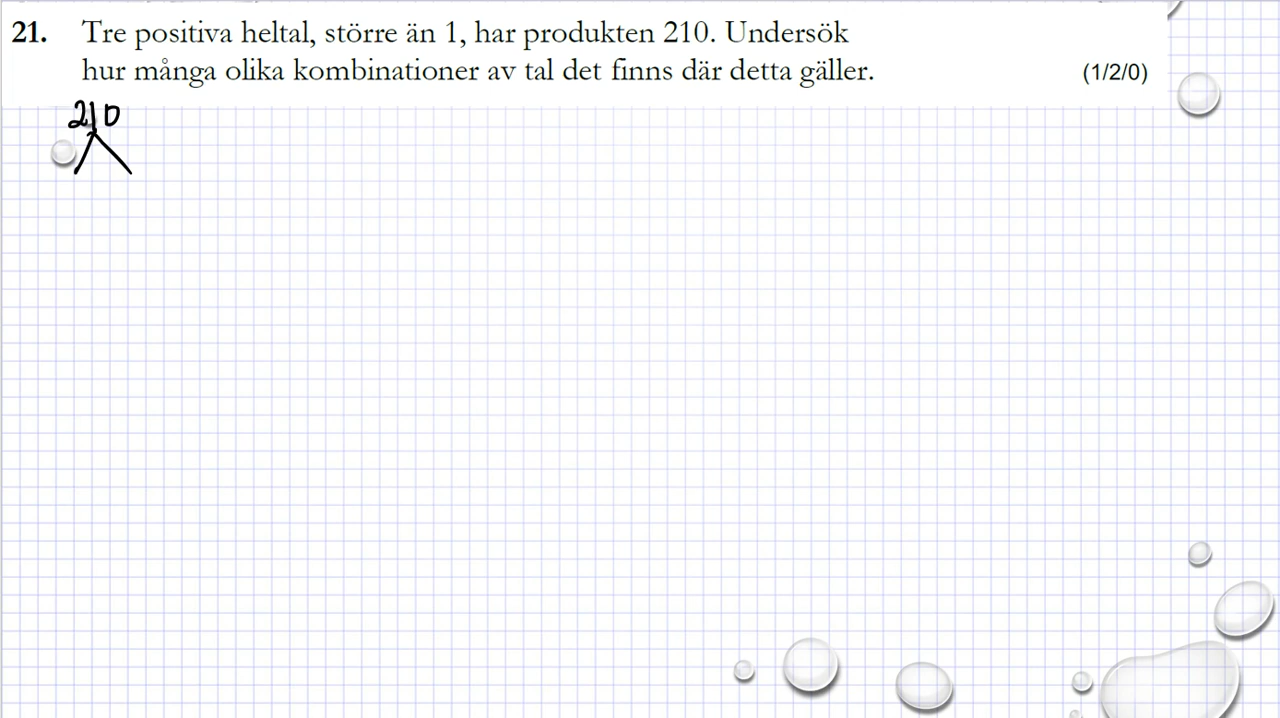 21. Tre positiva heltal, större än 1, har produkten 210. Undersök
hur många olika kombinationer av tal det finns där detta gäller. (1/2/0)
210